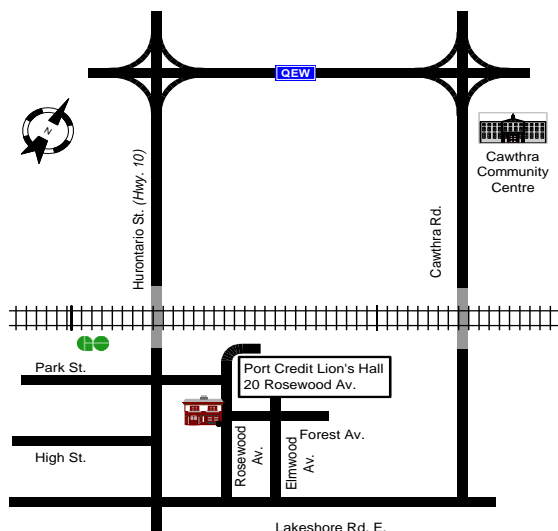 QEW
N
Cawthra
Community
Centre
Hurontario St. (Hwy. 10)
Cawthra Rd.
GO
Park St.
Port Credit Lion's Hall
20 Rosewood Av.
Forest Av.
High St.
Rosewood
Av.
Elmwood
Av.
Lakeshore Rd. E.